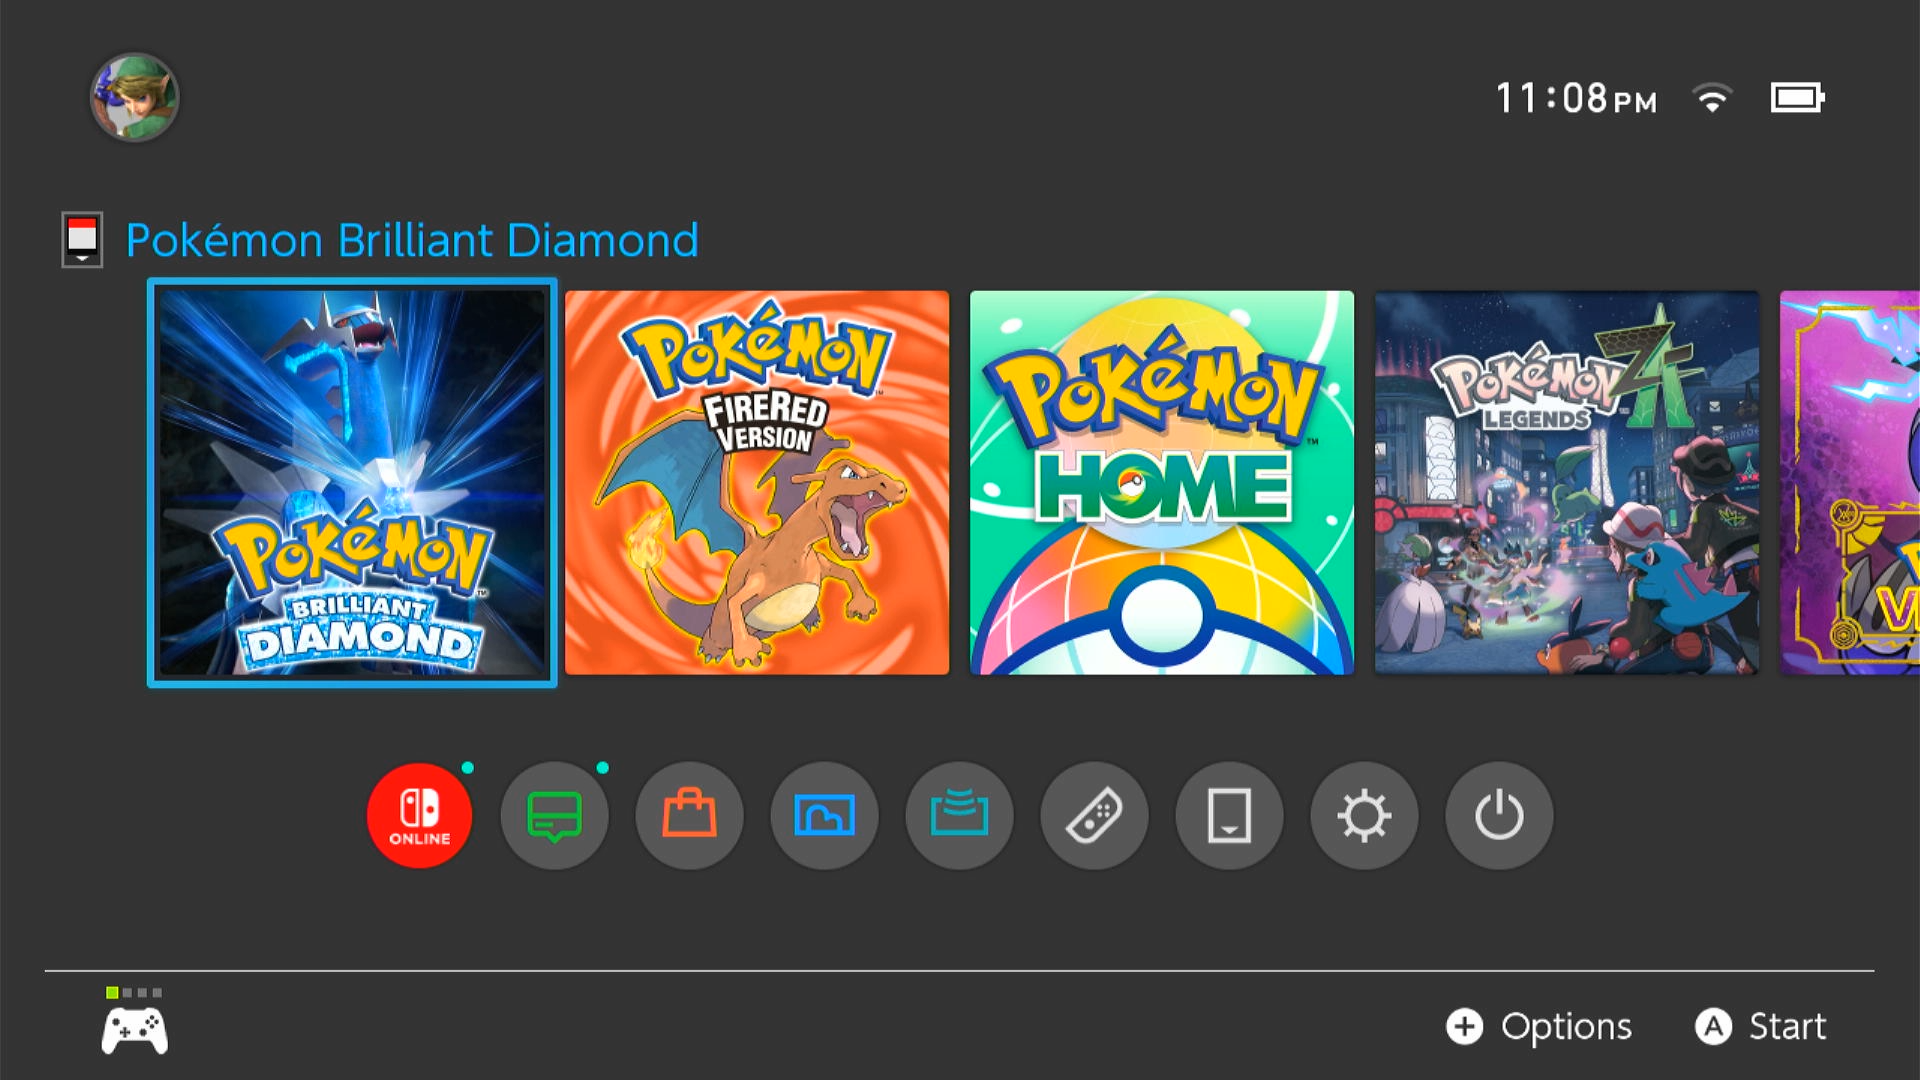 11:08 PM
Pokémon Brilliant Diamond
POKéMON
BRILLIANT
DIAMOND
POKéMON
FIRERED
VERSION
POKéMON
HOME
POKéMON
LEGENDS
Z-A
ONLINE
Options
A Start